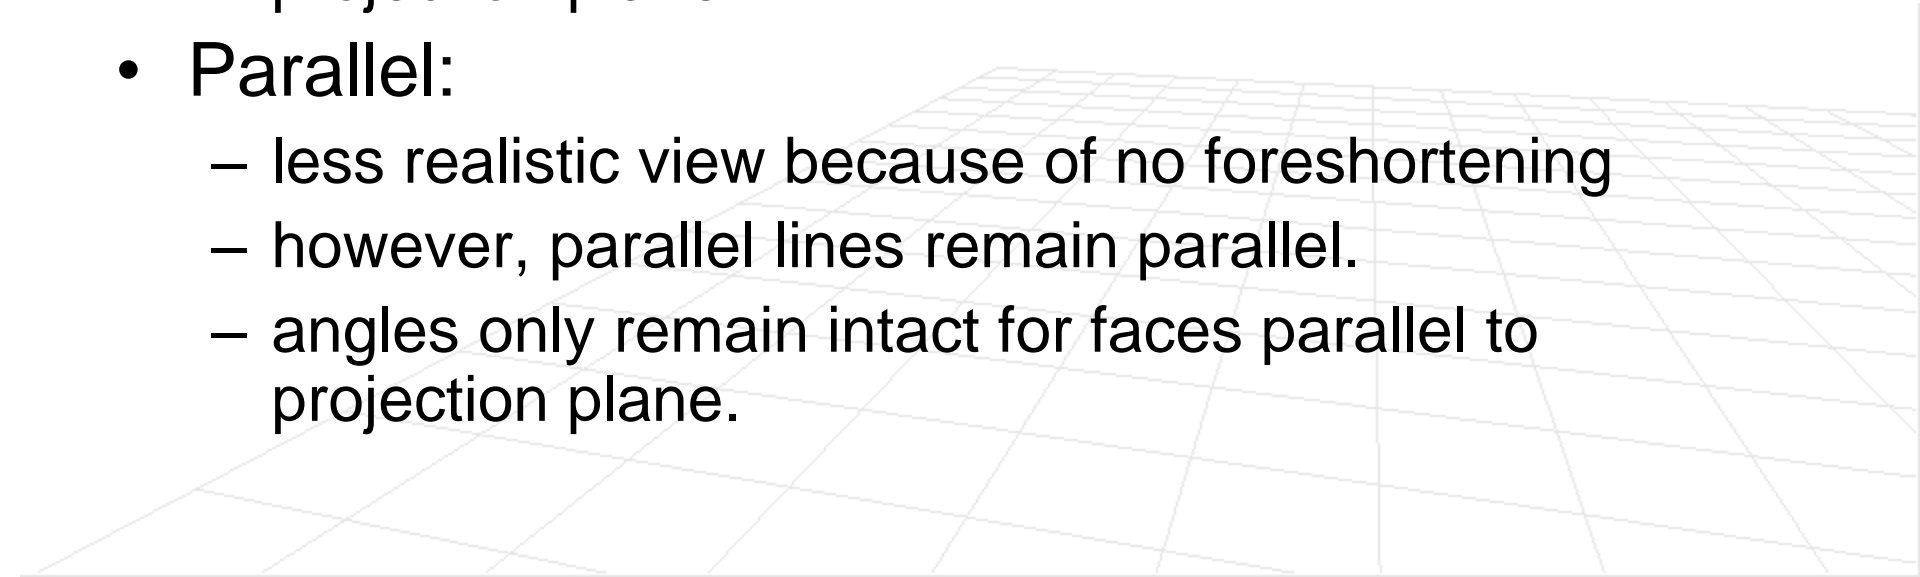 • Parallel:
– less realistic view because of no foreshortening
– however, parallel lines remain parallel.
– angles only remain intact for faces parallel to
projection plane.